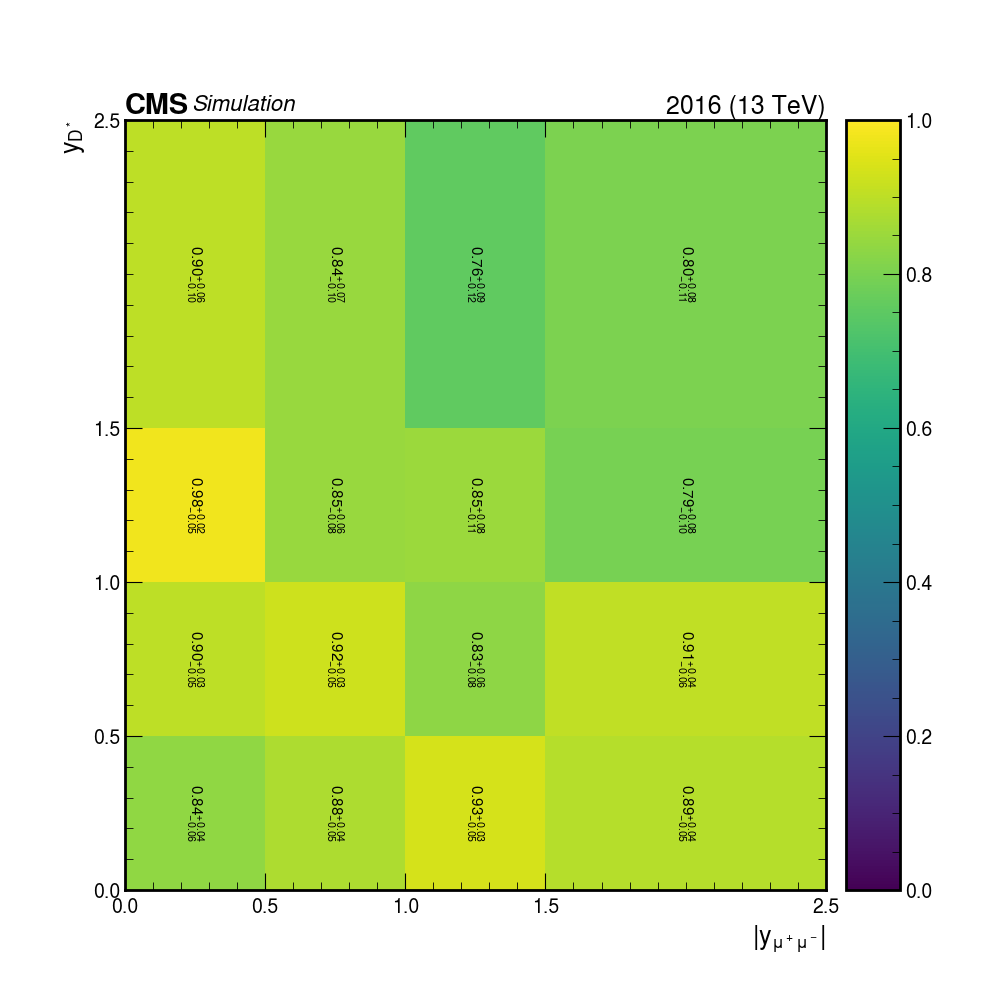 CMS Simulation 2016 (13 TeV)
2.5 1.0
y_{D^*}
0.90^{+0.06}_{−0.10} 0.84^{+0.07}_{−0.10} 0.76^{+0.09}_{−0.12} 0.80^{+0.08}_{−0.11}
0.8
1.5
0.98^{+0.02}_{−0.05} 0.85^{+0.06}_{−0.08} 0.85^{+0.08}_{−0.11} 0.79^{+0.08}_{−0.10}
0.6
1.0 0.4
0.90^{+0.03}_{−0.05} 0.92^{+0.03}_{−0.05} 0.83^{+0.06}_{−0.08} 0.91^{+0.04}_{−0.06}
0.5 0.2
0.84^{+0.04}_{−0.06} 0.88^{+0.04}_{−0.05} 0.93^{+0.03}_{−0.05} 0.89^{+0.04}_{−0.05}
0.0 0.0
0.0 0.5 1.0 1.5 2.5
|y_{μ^+ μ^−}|